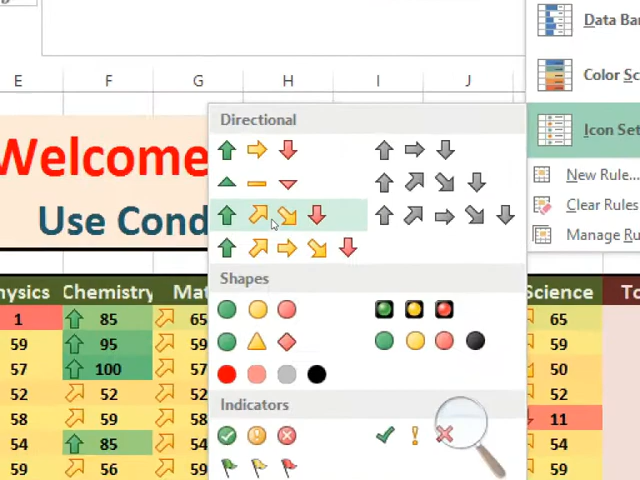 Data Ba
Color Sc
Icon Set
New Rule...
Clear Rules
Manage Ru
E F G H I J
Welcome
Use Cond
Directional
Shapes
Indicators
hysics Chemistry Mat Science To
1 85 65 65
59 95 59 59
57 100 57 50
52 52 52 52
58 59 58 11
54 85 54 54
59 56 59 59